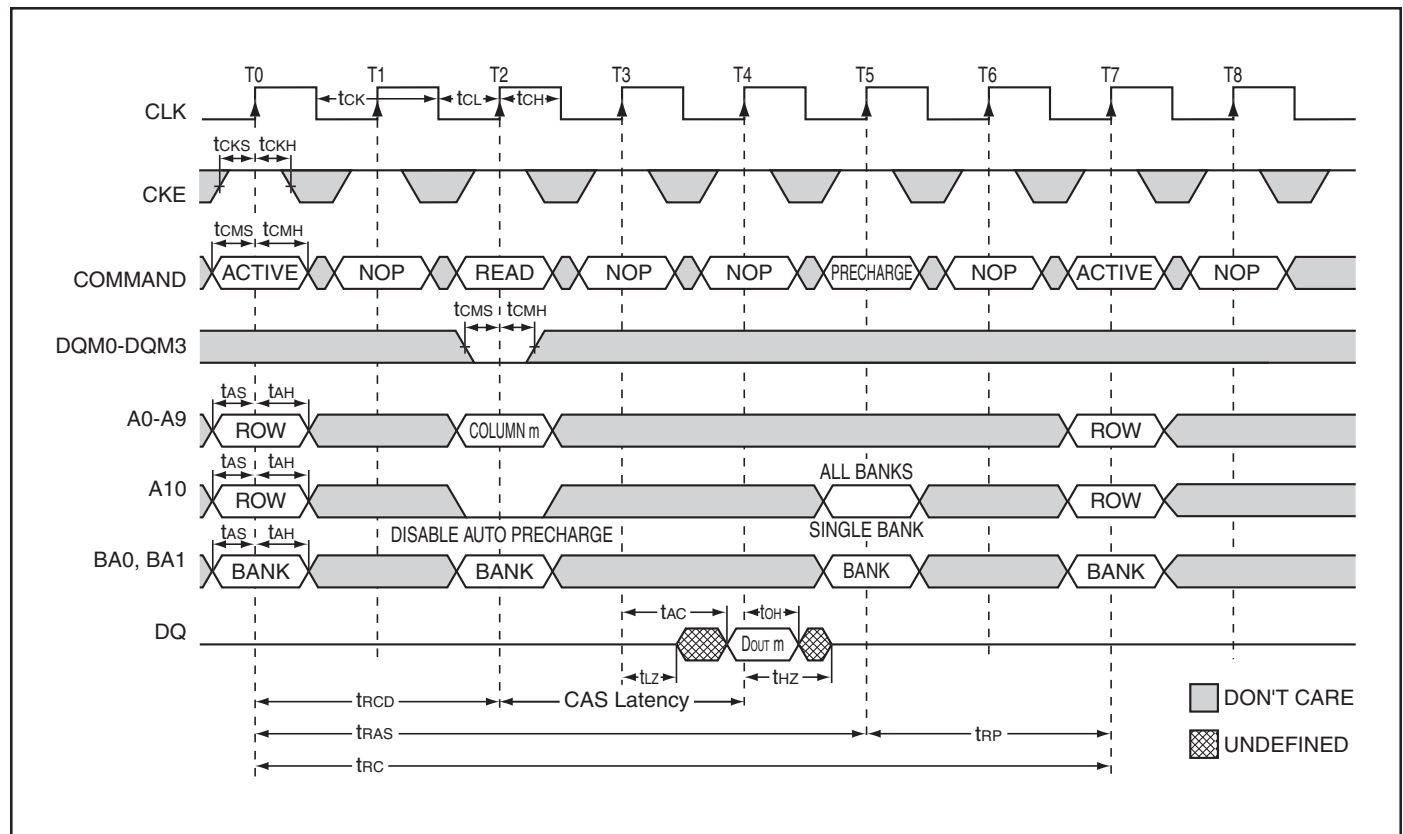 T0 T1 T2 T3 T4 T5 T6 T7 T8
CLK tCK tCL tCH
tCKS tCKH
CKE
tCMS tCMH
COMMAND ACTIVE NOP READ NOP NOP PRECHARGE NOP ACTIVE NOP
tCMS tCMH
DQM0-DQM3
tAS tAH
A0-A9 ROW COLUMN m ROW
tAS tAH ALL BANKS
A10 ROW ROW
DISABLE AUTO PRECHARGE SINGLE BANK
tAS tAH
BA0, BA1 BANK BANK BANK BANK
tAC tOH
DQ DOUT m
tLZ tHZ
tRCD CAS Latency
DON'T CARE
tRAS tRP
UNDEFINED
tRC